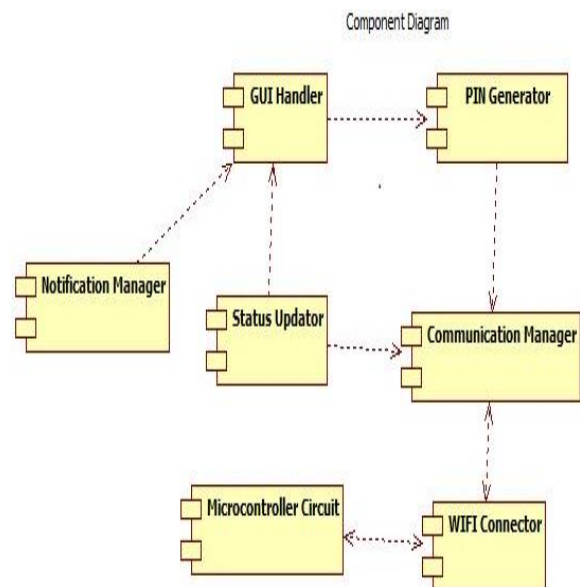 Component Diagram
GUI Handler
PIN Generator
Notification Manager
Status Updator
Communication Manager
Microcontroller Circuit
WIFI Connector